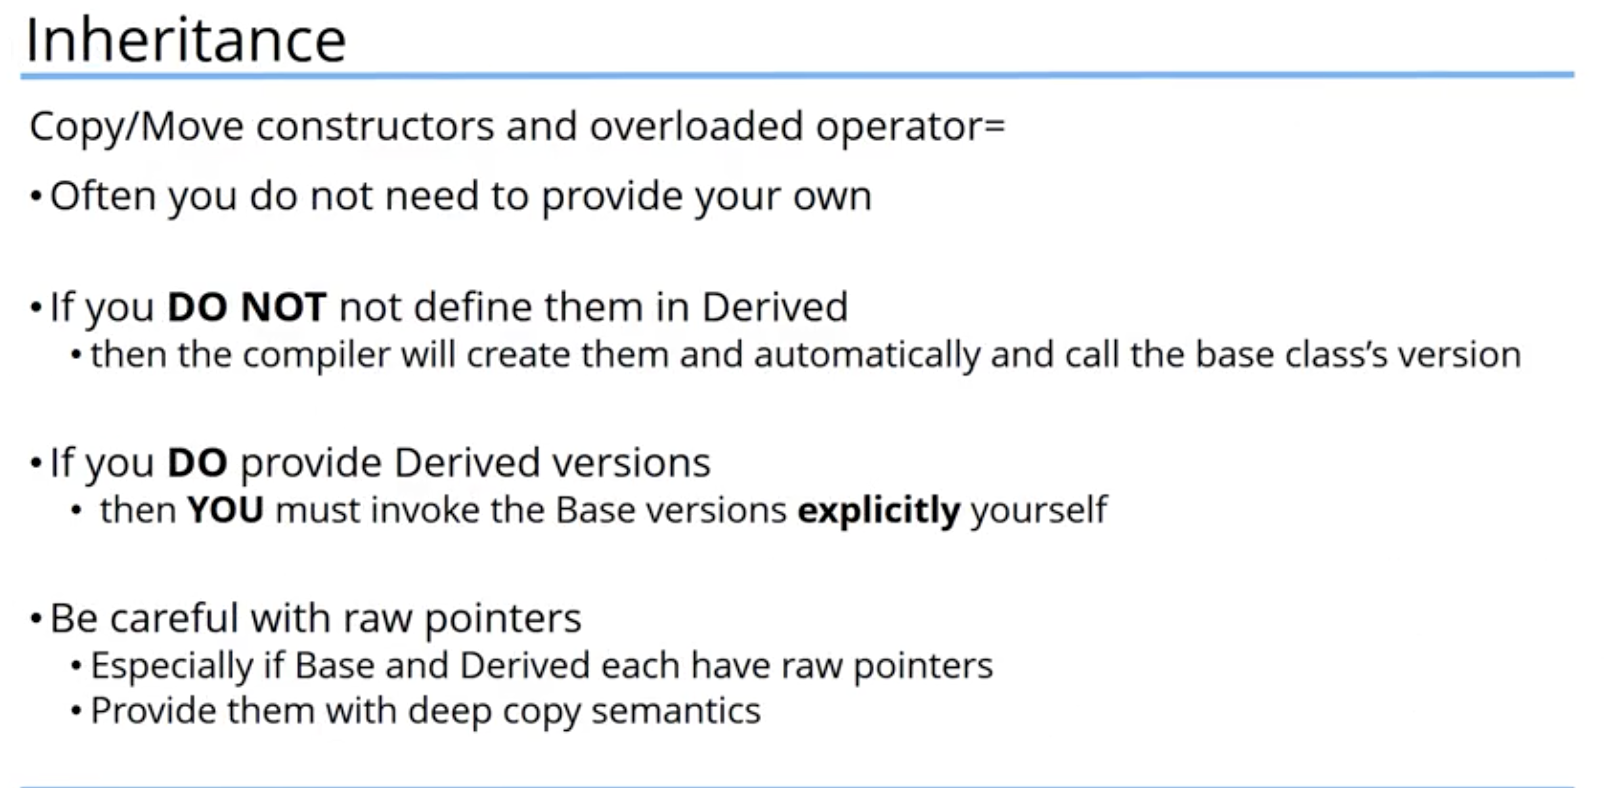 Inheritance
Copy/Move constructors and overloaded operator=
• Often you do not need to provide your own
• If you DO NOT not define them in Derived
• then the compiler will create them and automatically and call the base class’s version
• If you DO provide Derived versions
• then YOU must invoke the Base versions explicitly yourself
• Be careful with raw pointers
• Especially if Base and Derived each have raw pointers
• Provide them with deep copy semantics